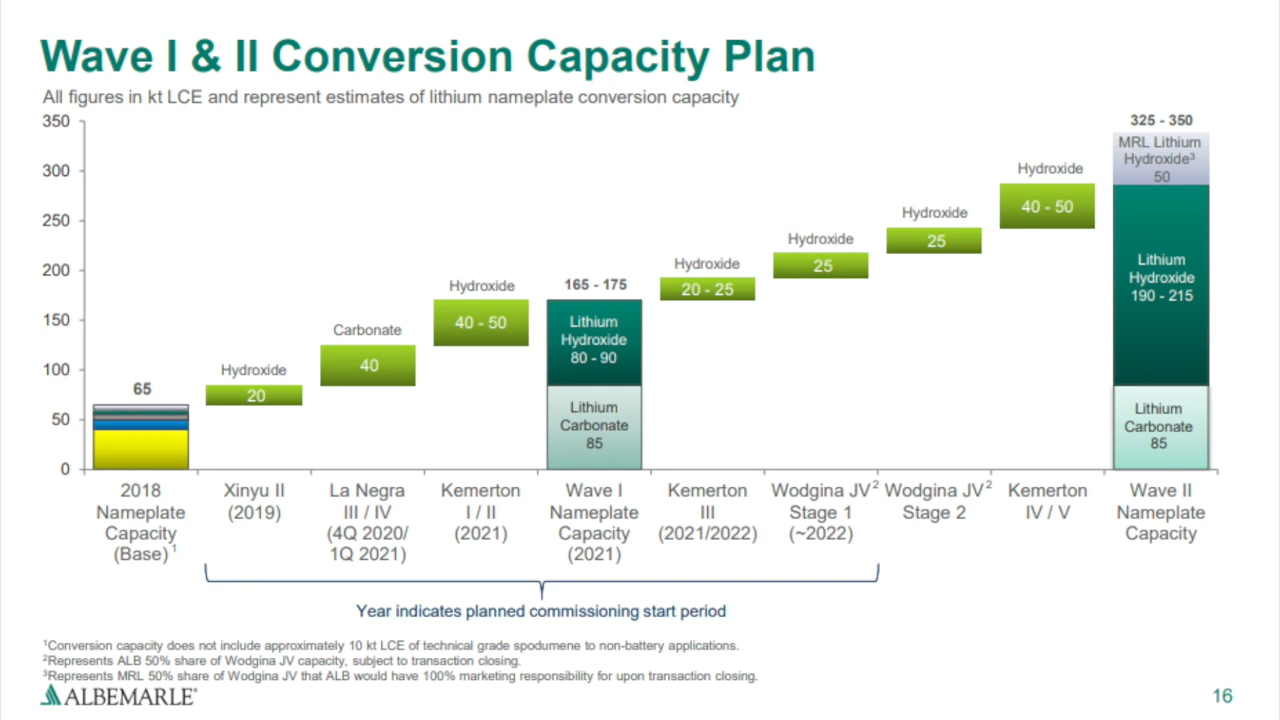 Wave I & II Conversion Capacity Plan
All figures in kt LCE and represent estimates of lithium nameplate conversion capacity
350
300
250
200
150
100
50
0
65
Hydroxide
20
Carbonate
40
Hydroxide
40 - 50
165 - 175
Lithium
Hydroxide
80 - 90
Lithium
Carbonate
85
Hydroxide
20 - 25
Hydroxide
25
Hydroxide
25
Hydroxide
40 - 50
325 - 350
MRL Lithium
Hydroxide³
50
Lithium
Hydroxide
190 - 215
Lithium
Carbonate
85
2018
Nameplate
Capacity
(Base)¹
Xinyu II
(2019)
La Negra
III / IV
(4Q 2020/
1Q 2021)
Kemerton
I / II
(2021)
Wave I
Nameplate
Capacity
(2021)
Kemerton
III
(2021/2022)
Wodgina JV²
Stage 1
(~2022)
Wodgina JV²
Stage 2
Kemerton
IV / V
Wave II
Nameplate
Capacity
Year indicates planned commissioning start period
¹Conversion capacity does not include approximately 10 kt LCE of technical grade spodumene to non-battery applications.
²Represents ALB 50% share of Wodgina JV capacity, subject to transaction closing.
³Represents MRL 50% share of Wodgina JV that ALB would have 100% marketing responsibility for upon transaction closing.
ALBEMARLE®
16